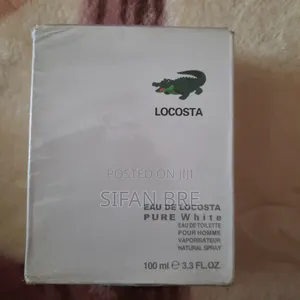 LOCOSTA
POSTED ON JIJI
SIFAN BRE
EAU DE LOCOSTA
PURE White
EAU DE TOILETTE
POUR HOMME
VAPORISATEUR
NATURAL SPRAY
100 ml ℮ 3.3 FL.OZ.